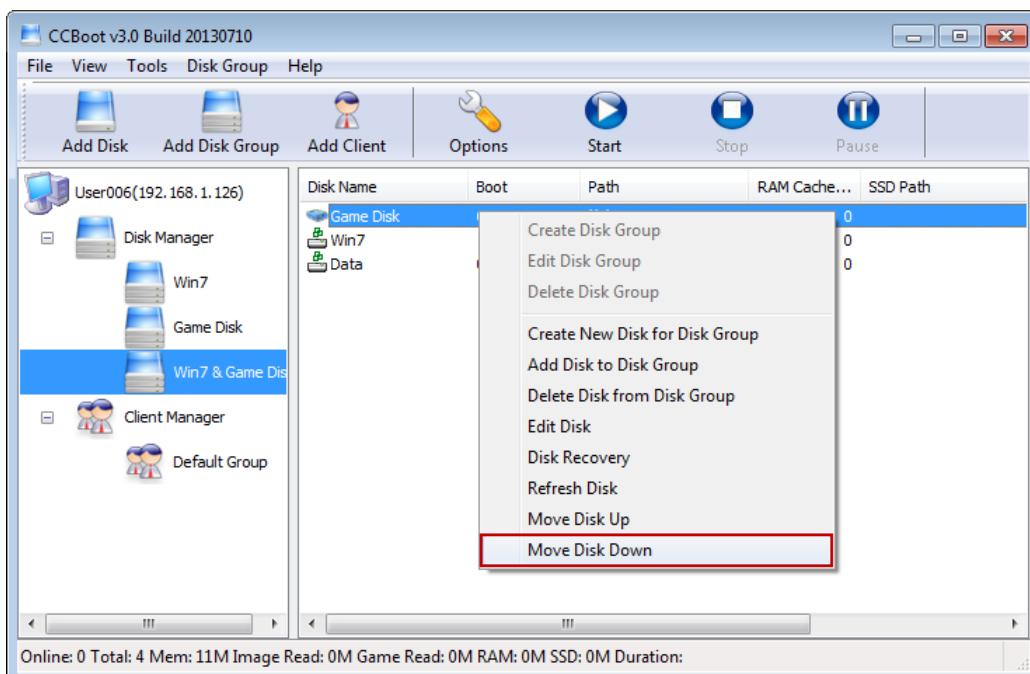 CCBoot v3.0 Build 20130710
File View Tools Disk Group Help
Add Disk Add Disk Group Add Client Options Start Stop Pause
User006(192.168.1.126)
Disk Manager
Win7
Game Disk
Win7 & Game Dis
Client Manager
Default Group
Disk Name Boot Path RAM Cache... SSD Path
Game Disk 0
Win7 0
Data 0
Create Disk Group
Edit Disk Group
Delete Disk Group
Create New Disk for Disk Group
Add Disk to Disk Group
Delete Disk from Disk Group
Edit Disk
Disk Recovery
Refresh Disk
Move Disk Up
Move Disk Down
Online: 0 Total: 4 Mem: 11M Image Read: 0M Game Read: 0M RAM: 0M SSD: 0M Duration: